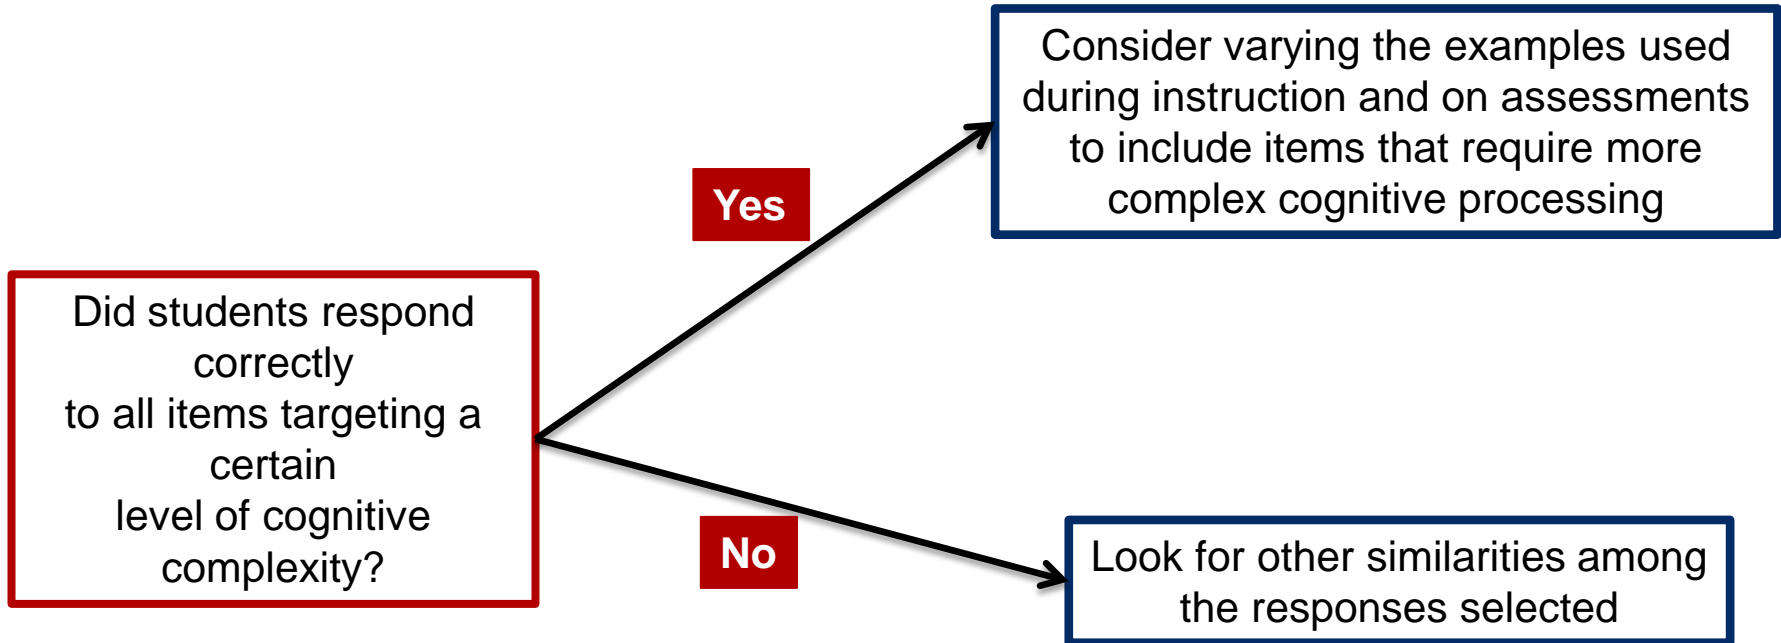 Did students respond
correctly
to all items targeting a
certain
level of cognitive
complexity?
Yes
Consider varying the examples used
during instruction and on assessments
to include items that require more
complex cognitive processing
No
Look for other similarities among
the responses selected